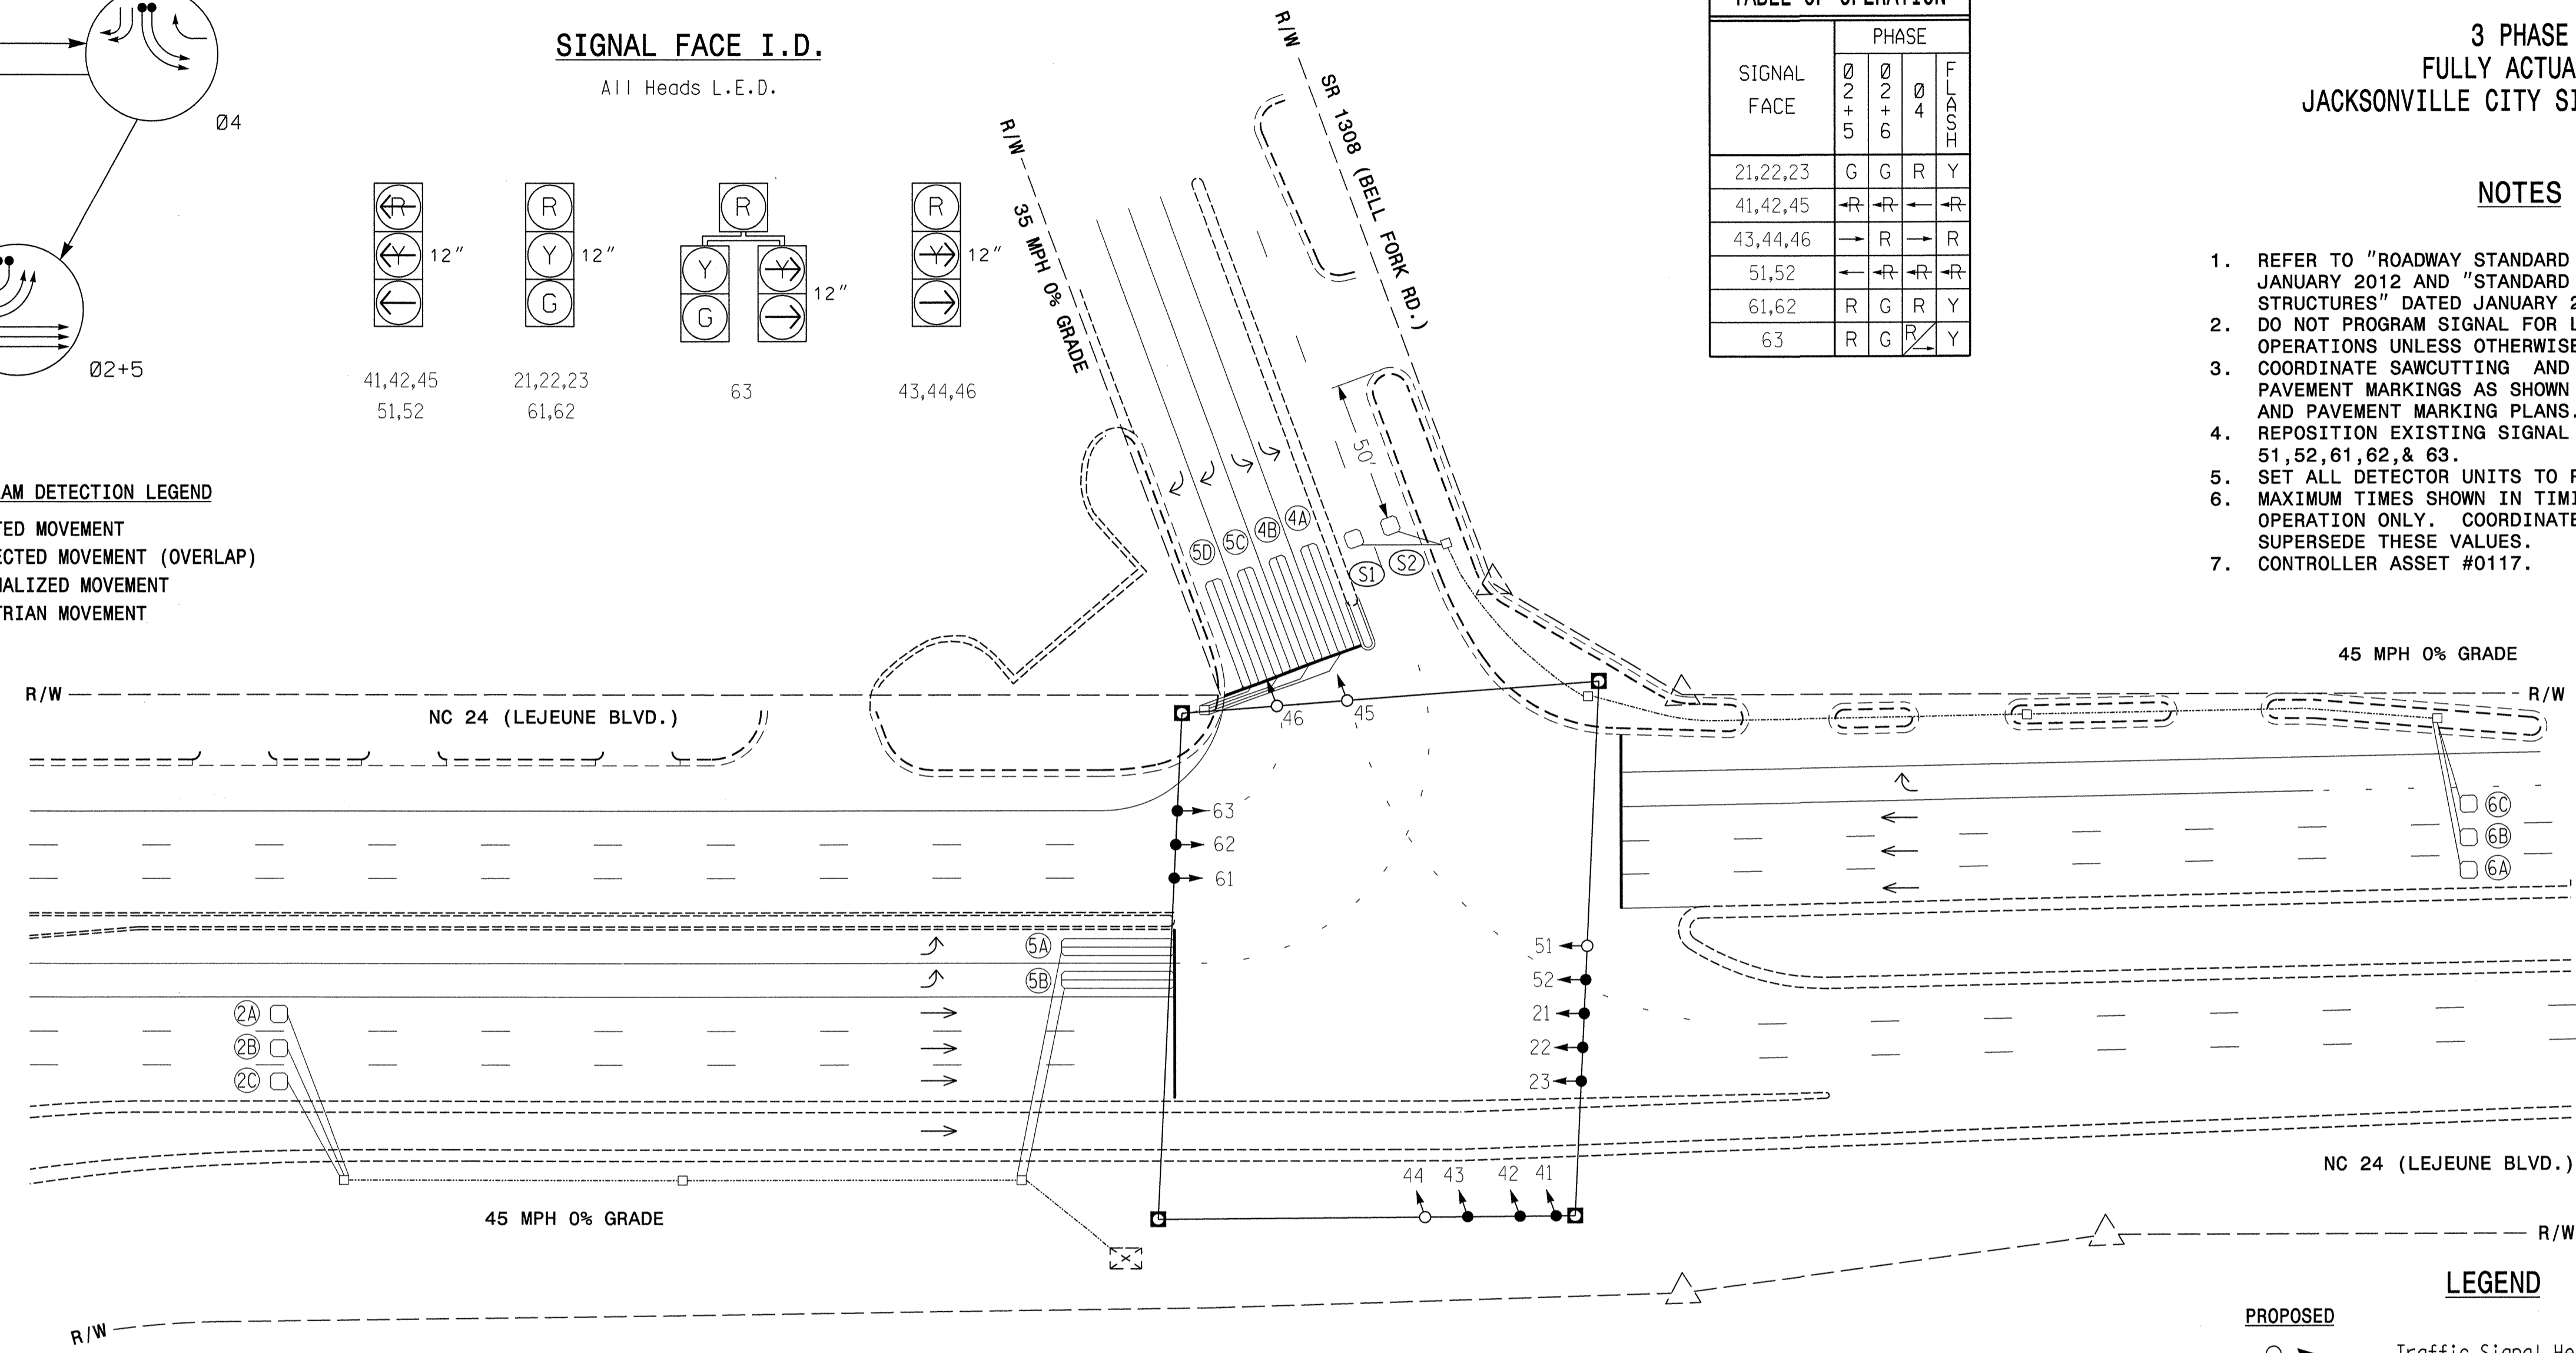 TABLE OF OPERATION
SIGNAL FACE
PHASE
Ø2+5
Ø2+6
Ø4
FLASH
21,22,23 G G R Y
41,42,45 ←R ←R ← ←R
43,44,46 → R → R
51,52 ← ←R ←R ←R
61,62 R G R Y
63 R G R/→ Y
3 PHASE
FULLY ACTUA
JACKSONVILLE CITY SI
NOTES
1. REFER TO "ROADWAY STANDARD
JANUARY 2012 AND "STANDARD
STRUCTURES" DATED JANUARY 2
2. DO NOT PROGRAM SIGNAL FOR L
OPERATIONS UNLESS OTHERWISE
3. COORDINATE SAWCUTTING AND
PAVEMENT MARKINGS AS SHOWN
AND PAVEMENT MARKING PLANS.
4. REPOSITION EXISTING SIGNAL
51,52,61,62,& 63.
5. SET ALL DETECTOR UNITS TO P
6. MAXIMUM TIMES SHOWN IN TIMI
OPERATION ONLY. COORDINATE
SUPERSEDE THESE VALUES.
7. CONTROLLER ASSET #0117.
SIGNAL FACE I.D.
All Heads L.E.D.
R
Y
12"
41,42,45
51,52
R
Y
G
12"
21,22,23
61,62
R
Y
Y
G
12"
63
R
Y
12"
43,44,46
Ø4
Ø2+5
AM DETECTION LEGEND
TED MOVEMENT
ECTED MOVEMENT (OVERLAP)
NALIZED MOVEMENT
TRIAN MOVEMENT
R/W
R/W
SR 1308 (BELL FORK RD.)
35 MPH 0% GRADE
50'
5D
5C
4B
4A
S1
S2
45 MPH 0% GRADE
R/W
R/W
NC 24 (LEJEUNE BLVD.)
46
45
63
62
61
6C
6B
6A
5A
5B
51
52
21
22
23
2A
2B
2C
44 43 42 41
NC 24 (LEJEUNE BLVD.)
45 MPH 0% GRADE
R/W
R/W
LEGEND
PROPOSED
Traffic Signal He